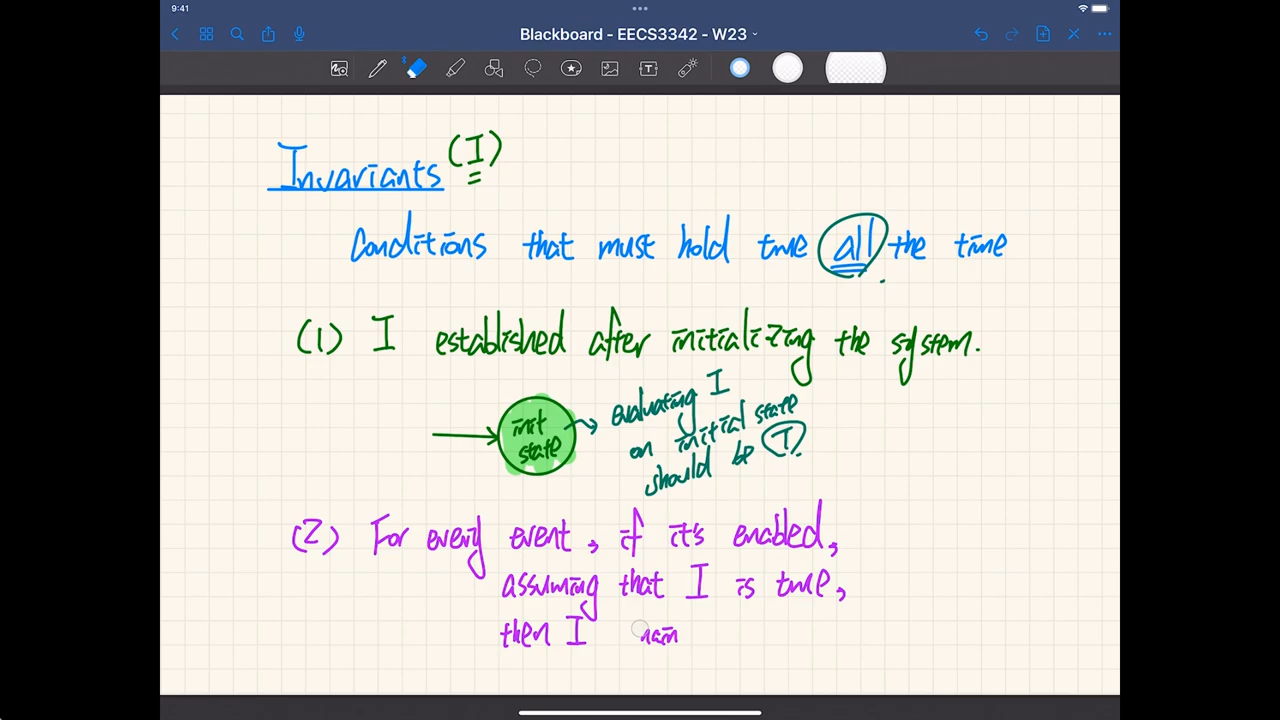 9:41
Blackboard - EECS3342 - W23
Invariants (I)
Conditions that must hold true all the time.
(1) I established after initializing the system.
init
state
evaluating I
on initial state
should be T.
(2) For every event, if it's enabled,
assuming that I is true,
then I